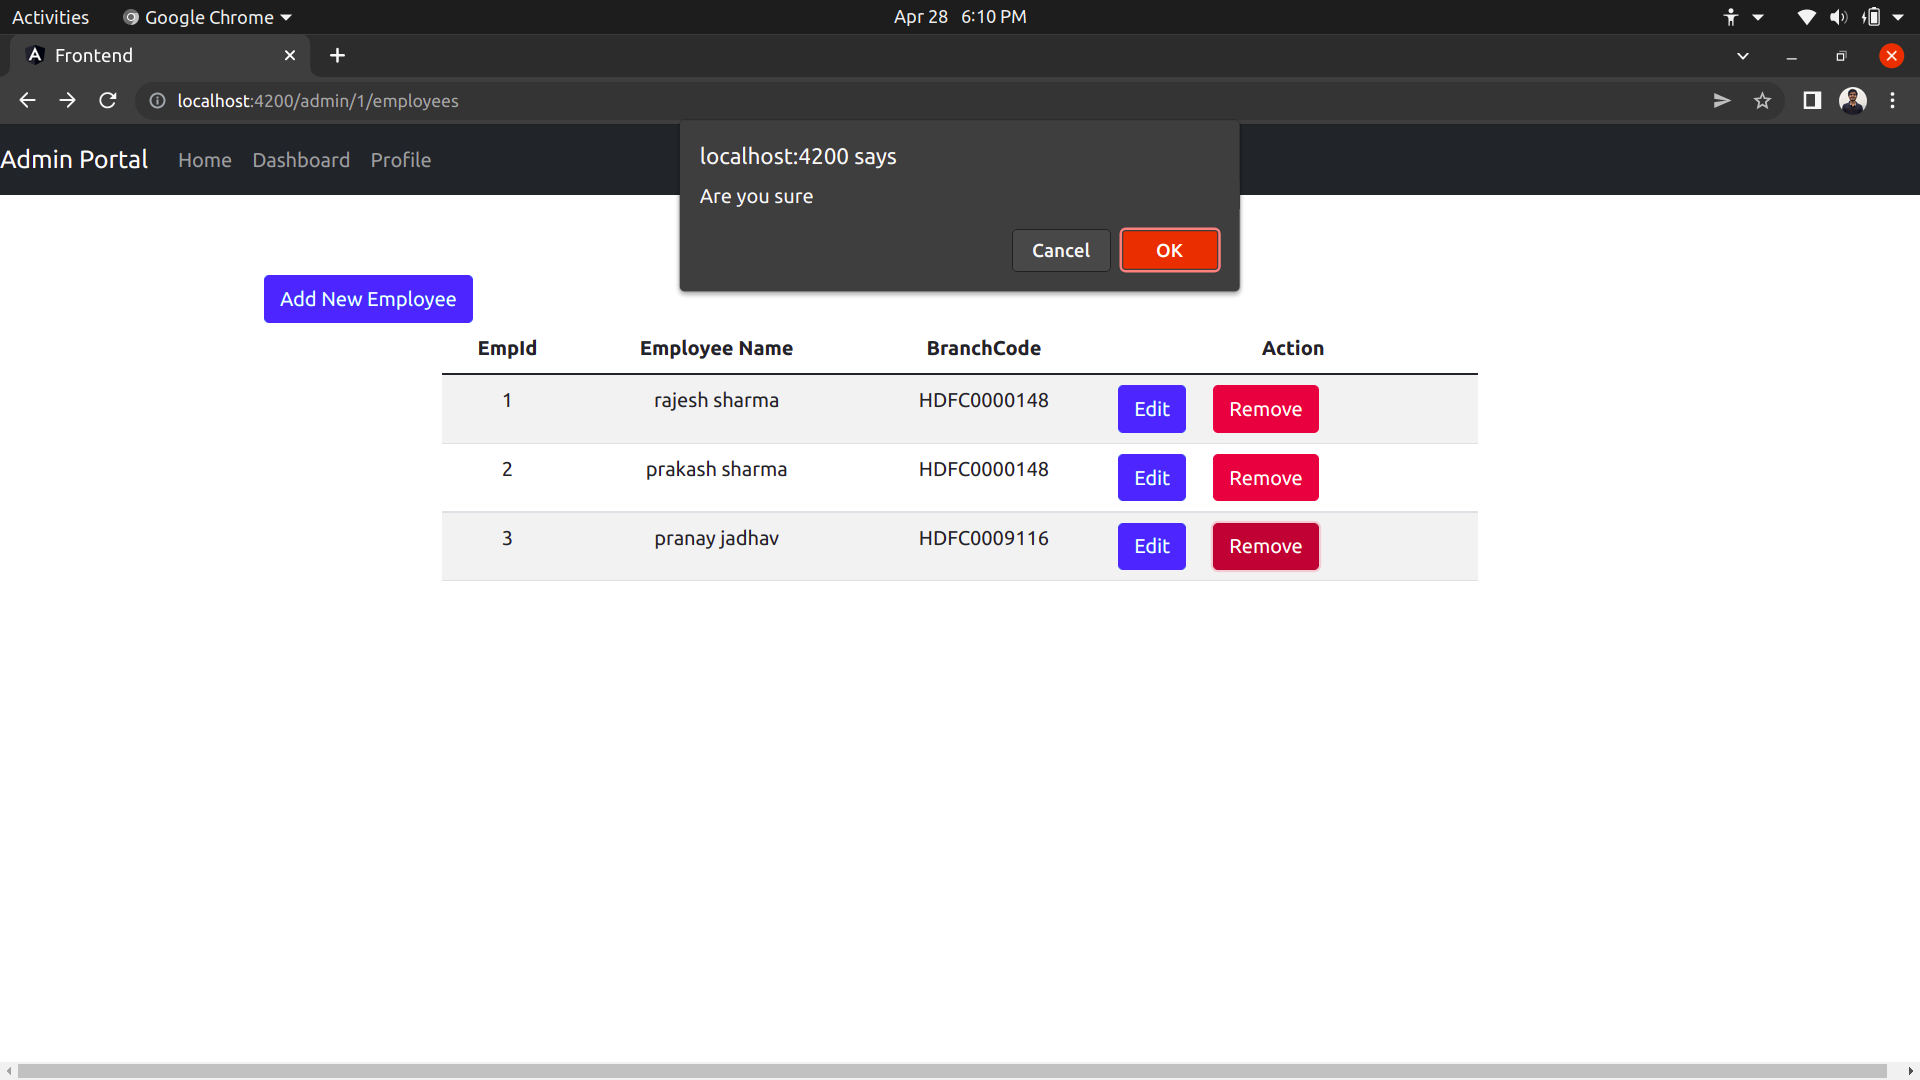 Activities Google Chrome Apr 28 6:10 PM
Frontend
localhost:4200/admin/1/employees
Admin Portal Home Dashboard Profile
localhost:4200 says
Are you sure
Cancel OK
Add New Employee
EmpId Employee Name BranchCode Action
1 rajesh sharma HDFC0000148 Edit Remove
2 prakash sharma HDFC0000148 Edit Remove
3 pranay jadhav HDFC0009116 Edit Remove